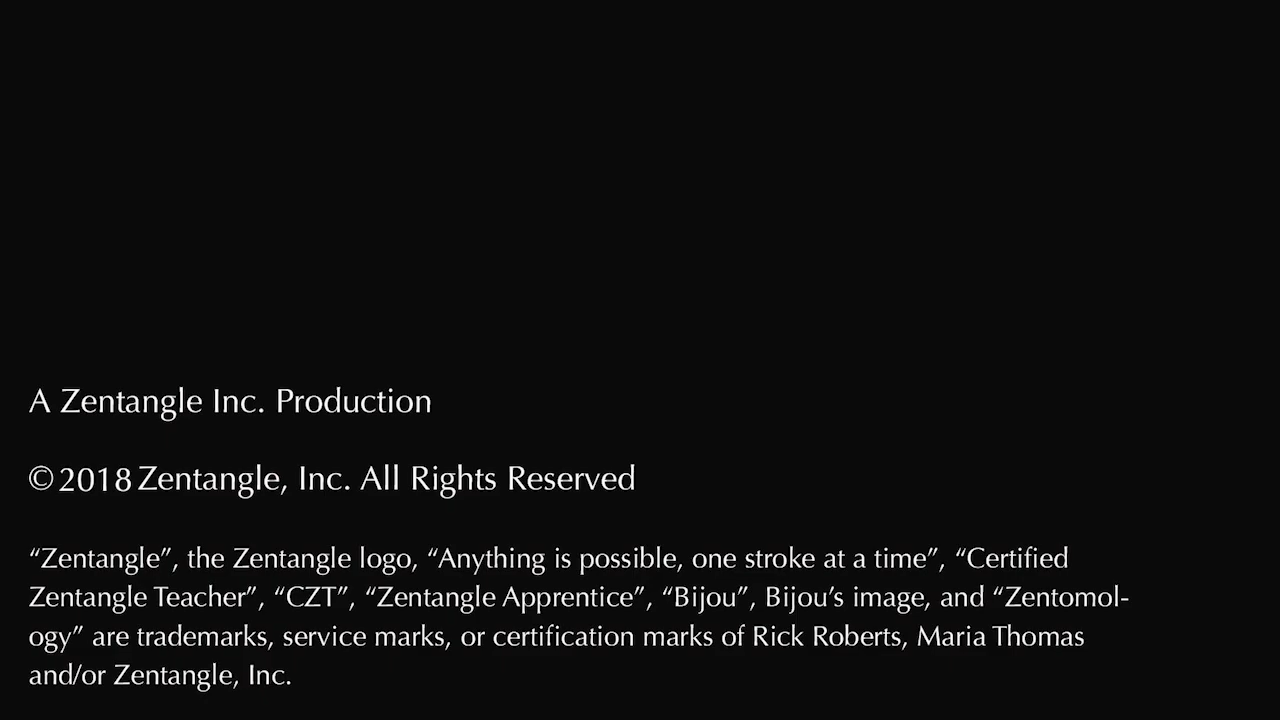 A Zentangle Inc. Production
© 2018 Zentangle, Inc. All Rights Reserved
“Zentangle”, the Zentangle logo, “Anything is possible, one stroke at a time”, “Certified
Zentangle Teacher”, “CZT”, “Zentangle Apprentice”, “Bijou”, Bijou’s image, and “Zentomol-
ogy” are trademarks, service marks, or certification marks of Rick Roberts, Maria Thomas
and/or Zentangle, Inc.